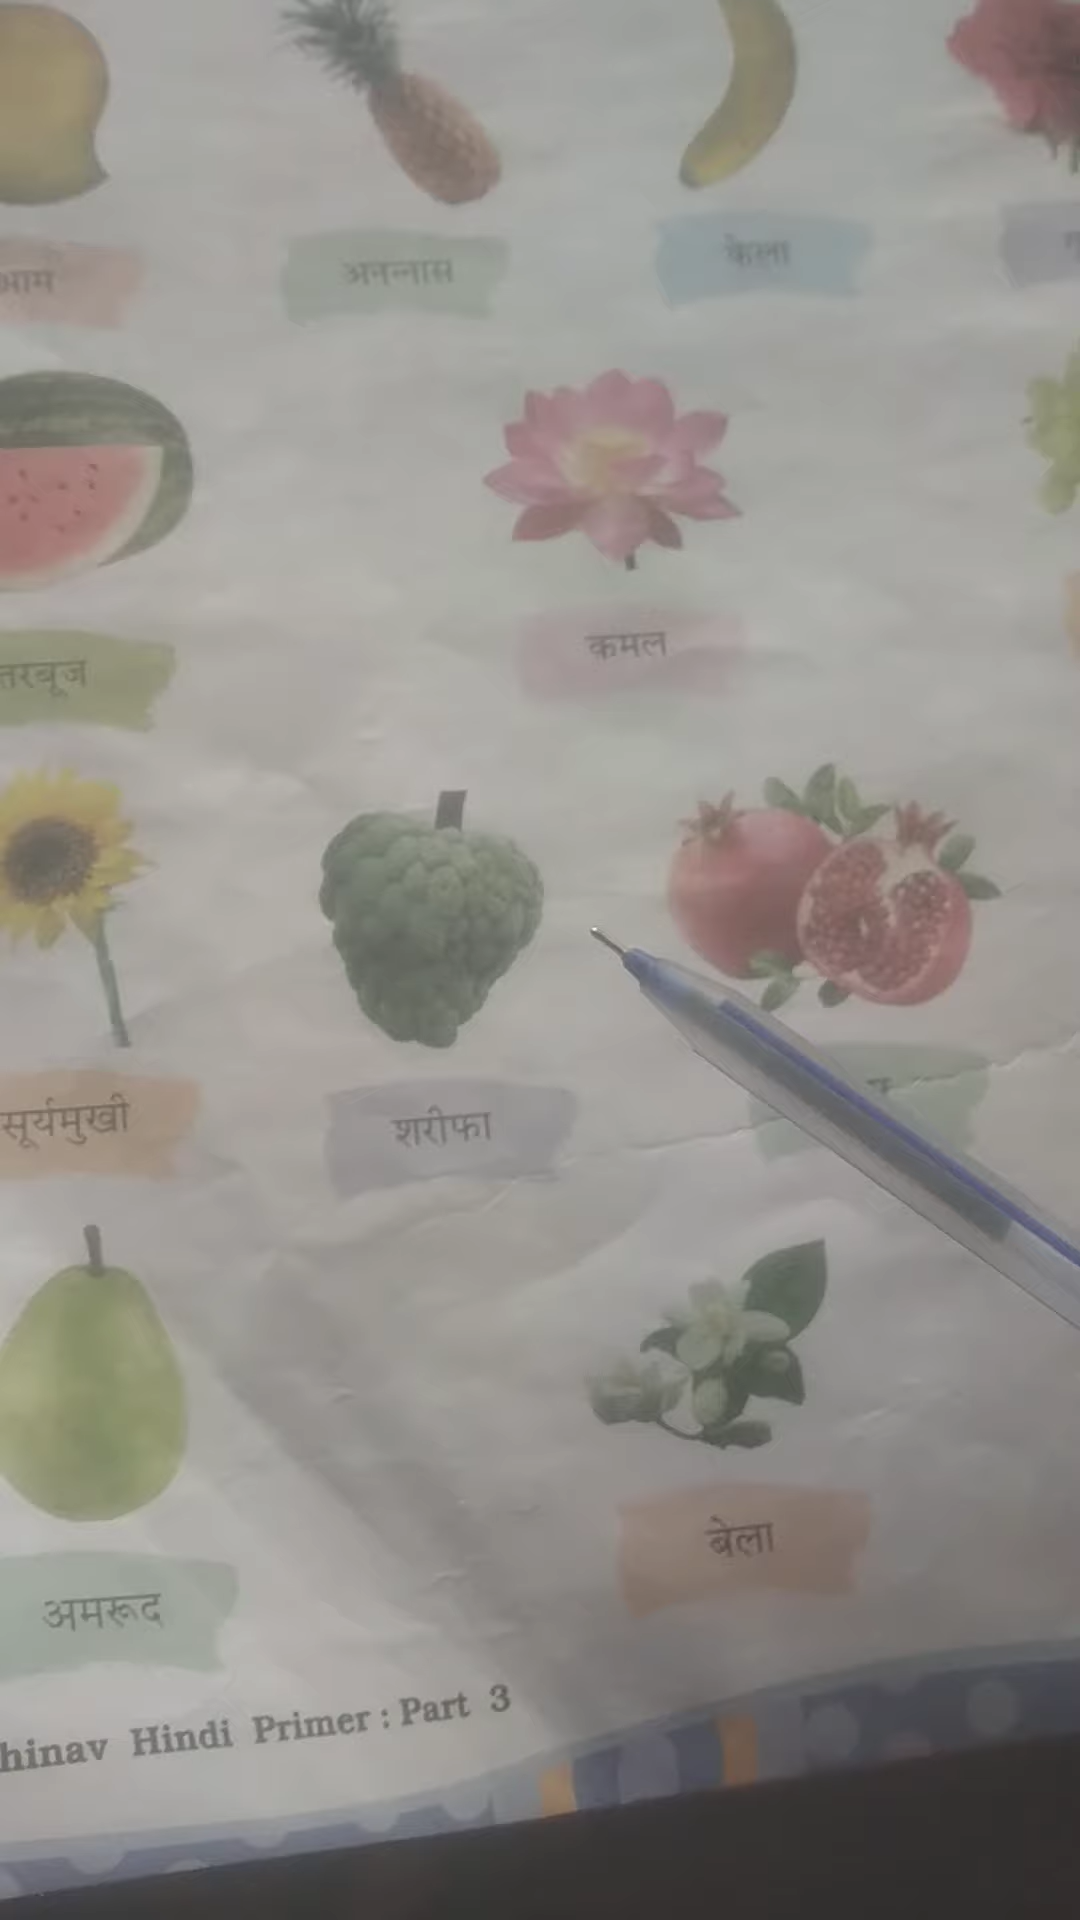 आम
अनन्नास
केला
तरबूज
कमल
सूर्यमुखी
शरीफा
अमरूद
बेला
hinav Hindi Primer : Part 3